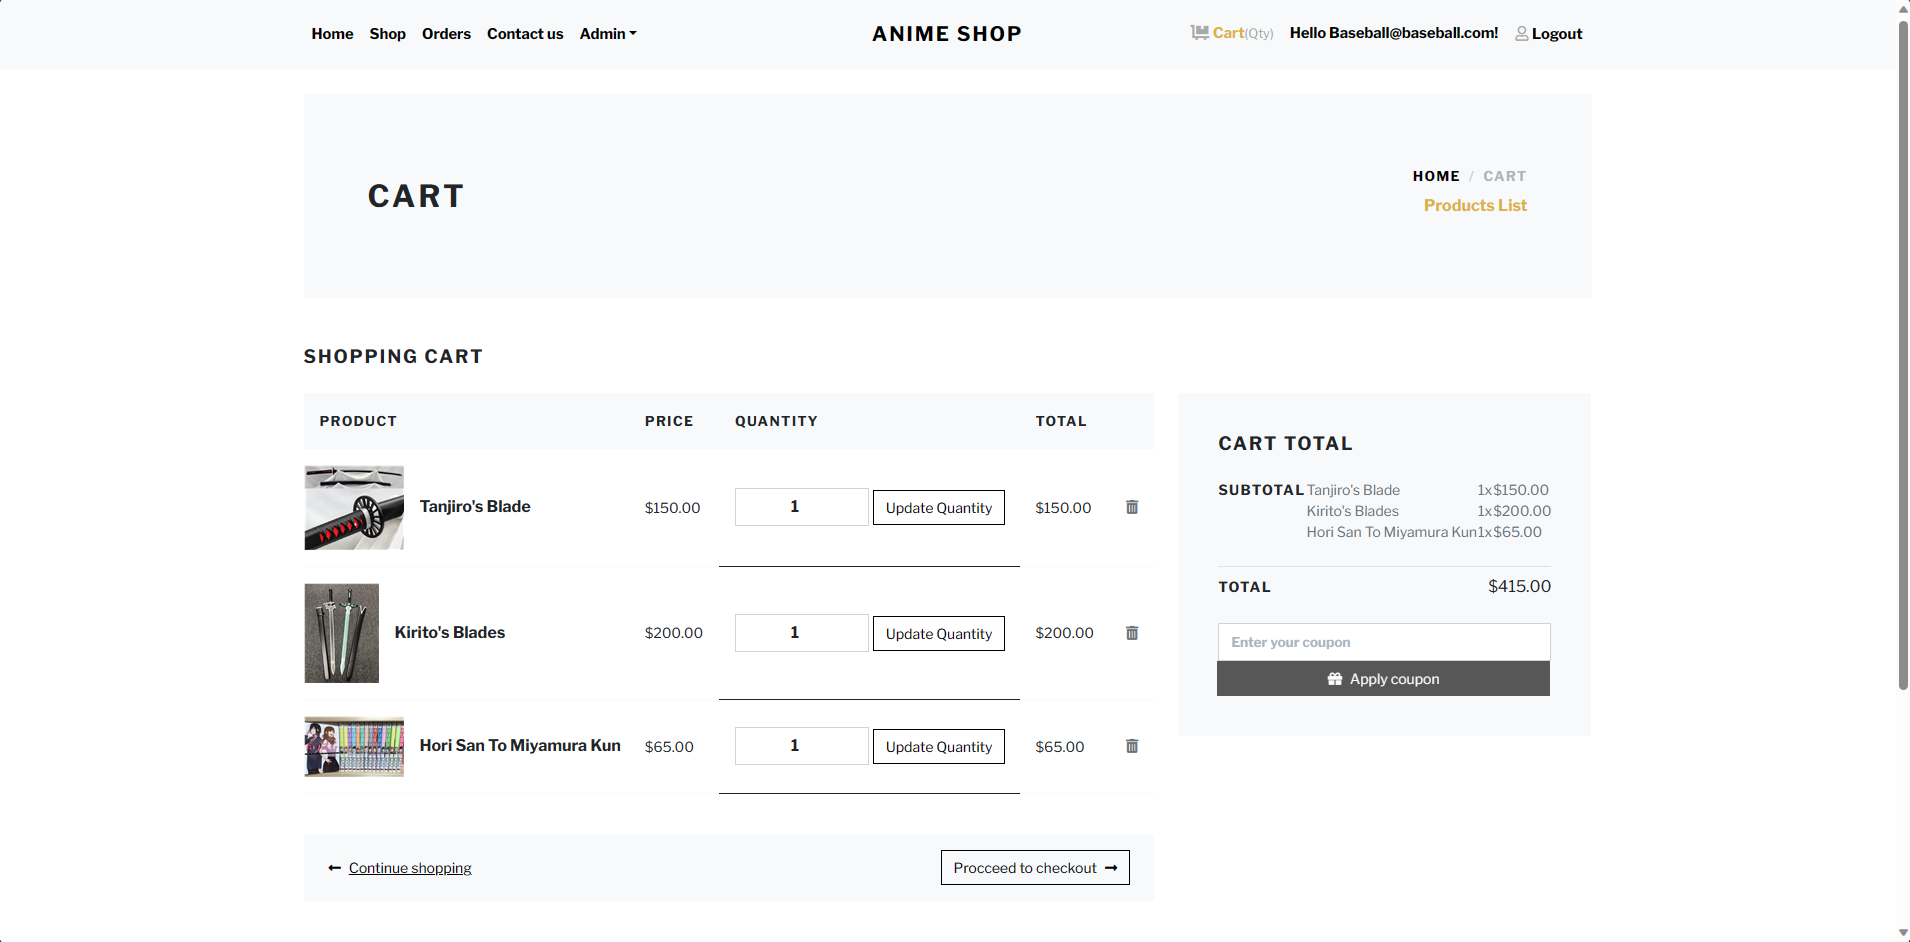 Home Shop Orders Contact us Admin ANIME SHOP Cart(Qty) Hello Baseball@baseball.com! Logout
CART
HOME / CART
Products List
SHOPPING CART
PRODUCT PRICE QUANTITY TOTAL
Tanjiro's Blade $150.00 1 Update Quantity $150.00
Kirito's Blades $200.00 1 Update Quantity $200.00
Hori San To Miyamura Kun $65.00 1 Update Quantity $65.00
Continue shopping Procceed to checkout
CART TOTAL
SUBTOTAL Tanjiro's Blade 1x$150.00
Kirito's Blades 1x$200.00
Hori San To Miyamura Kun1x$65.00
TOTAL $415.00
Enter your coupon
Apply coupon